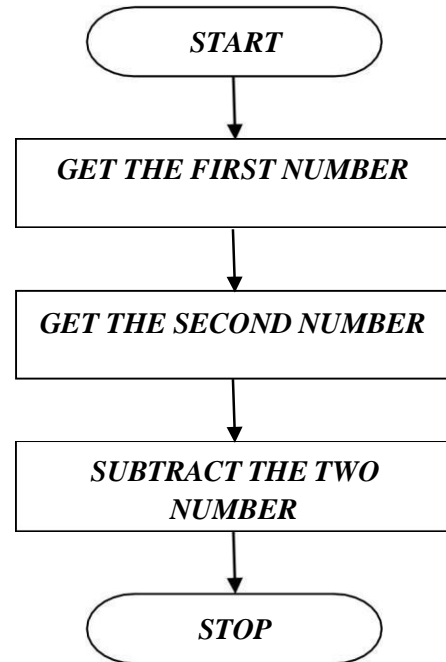 START
GET THE FIRST NUMBER
GET THE SECOND NUMBER
SUBTRACT THE TWO
NUMBER
STOP